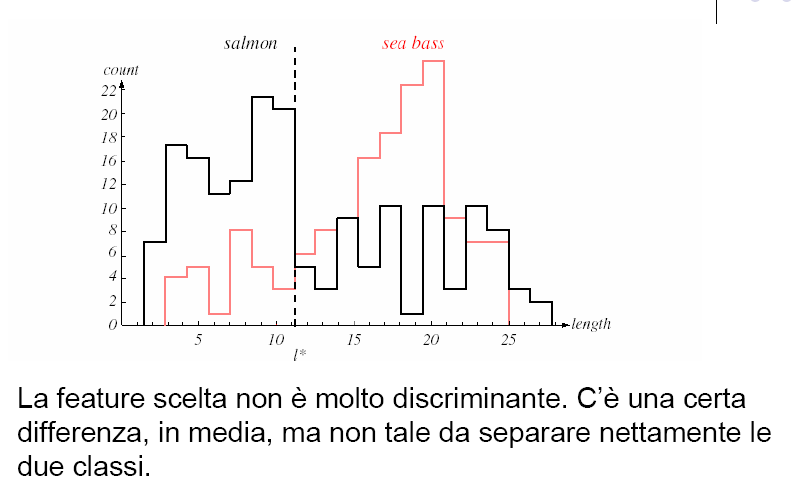 salmon sea bass
count
22
20
18
16
12
10
8
6
4
2
0
5 10 15 20 25 length
l*
La feature scelta non è molto discriminante. C’è una certa
differenza, in media, ma non tale da separare nettamente le
due classi.